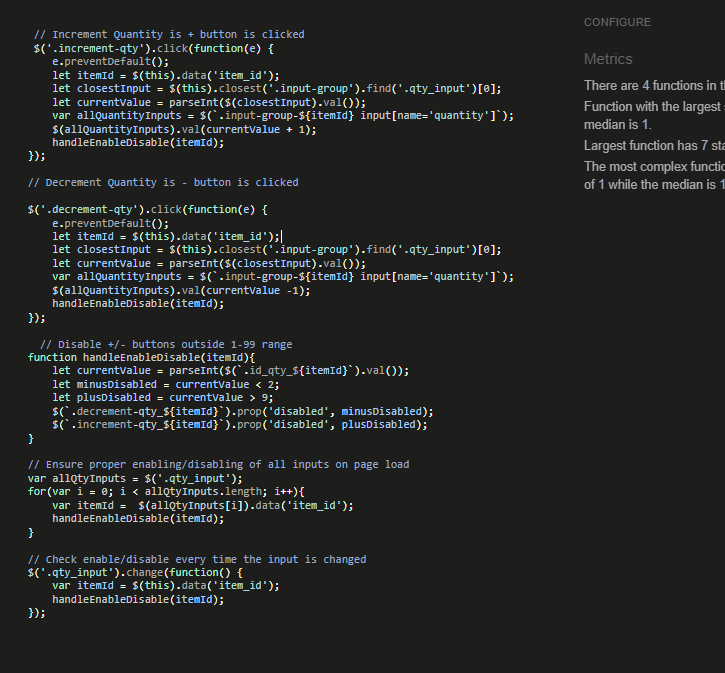 // Increment Quantity is + button is clicked
$('.increment-qty').click(function(e) {
e.preventDefault();
let itemId = $(this).data('item_id');
let closestInput = $(this).closest('.input-group').find('.qty_input')[0];
let currentValue = parseInt($(closestInput).val());
var allQuantityInputs = $(`.input-group-${itemId} input[name='quantity']`);
$(allQuantityInputs).val(currentValue + 1);
handleEnableDisable(itemId);
});
// Decrement Quantity is - button is clicked
$('.decrement-qty').click(function(e) {
e.preventDefault();
let itemId = $(this).data('item_id');
let closestInput = $(this).closest('.input-group').find('.qty_input')[0];
let currentValue = parseInt($(closestInput).val());
var allQuantityInputs = $(`.input-group-${itemId} input[name='quantity']`);
$(allQuantityInputs).val(currentValue -1);
handleEnableDisable(itemId);
});
// Disable +/- buttons outside 1-99 range
function handleEnableDisable(itemId){
let currentValue = parseInt($(`.id_qty_${itemId}`).val());
let minusDisabled = currentValue < 2;
let plusDisabled = currentValue > 9;
$(`.decrement-qty_${itemId}`).prop('disabled', minusDisabled);
$(`.increment-qty_${itemId}`).prop('disabled', plusDisabled);
}
// Ensure proper enabling/disabling of all inputs on page load
var allQtyInputs = $('.qty_input');
for(var i = 0; i < allQtyInputs.length; i++){
var itemId =  $(allQtyInputs[i]).data('item_id');
handleEnableDisable(itemId);
}
// Check enable/disable every time the input is changed
$('.qty_input').change(function() {
var itemId = $(this).data('item_id');
handleEnableDisable(itemId);
});
CONFIGURE
Metrics
There are 4 functions in
Function with the largest
median is 1.
Largest function has 7
The most complex
of 1 while the median is 1